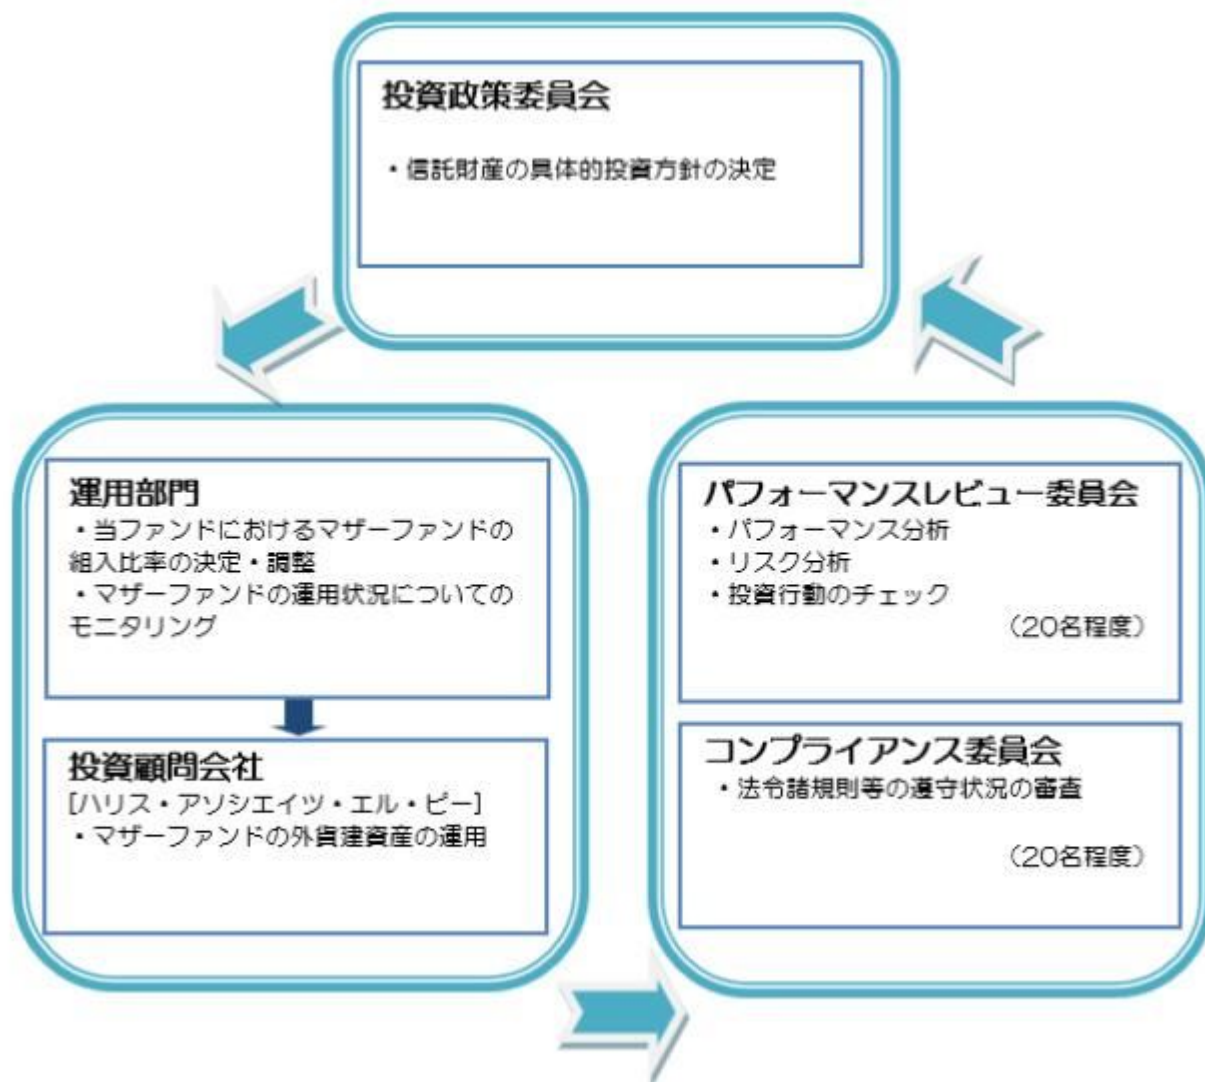 投資政策委員会
・信託財産の具体的投資方針の決定
運用部門
・当ファンドにおけるマザーファンドの
組入比率の決定・調整
・マザーファンドの運用状況についての
モニタリング
投資顧問会社
[ハリス・アソシエイツ・エル・ピー]
・マザーファンドの外貨建資産の運用
パフォーマンスレビュー委員会
・パフォーマンス分析
・リスク分析
・投資行動のチェック
（20名程度）
コンプライアンス委員会
・法令諸規則等の遵守状況の審査
（20名程度）